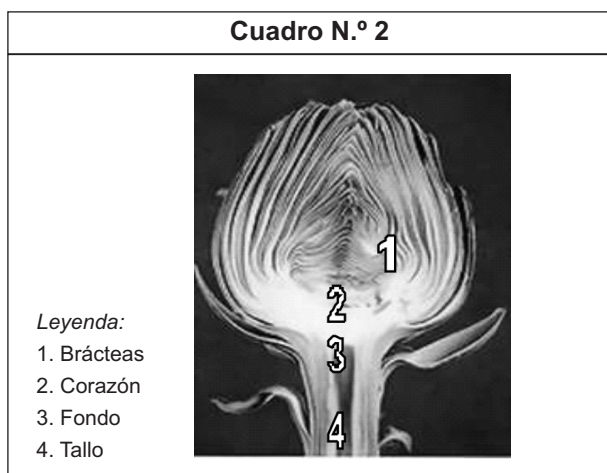 Cuadro N.º 2
1
2
3
4
Leyenda:
1. Brácteas
2. Corazón
3. Fondo
4. Tallo